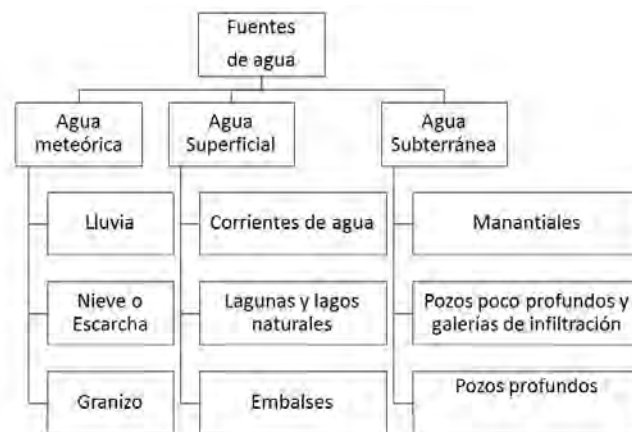 Fuentes
de agua
Agua
meteórica
Agua
Superficial
Agua
Subterránea
Lluvia
Corrientes de agua
Manantiales
Nieve o
Escarcha
Lagunas y lagos
naturales
Pozos poco profundos y
galerías de infiltración
Granizo
Embalses
Pozos profundos